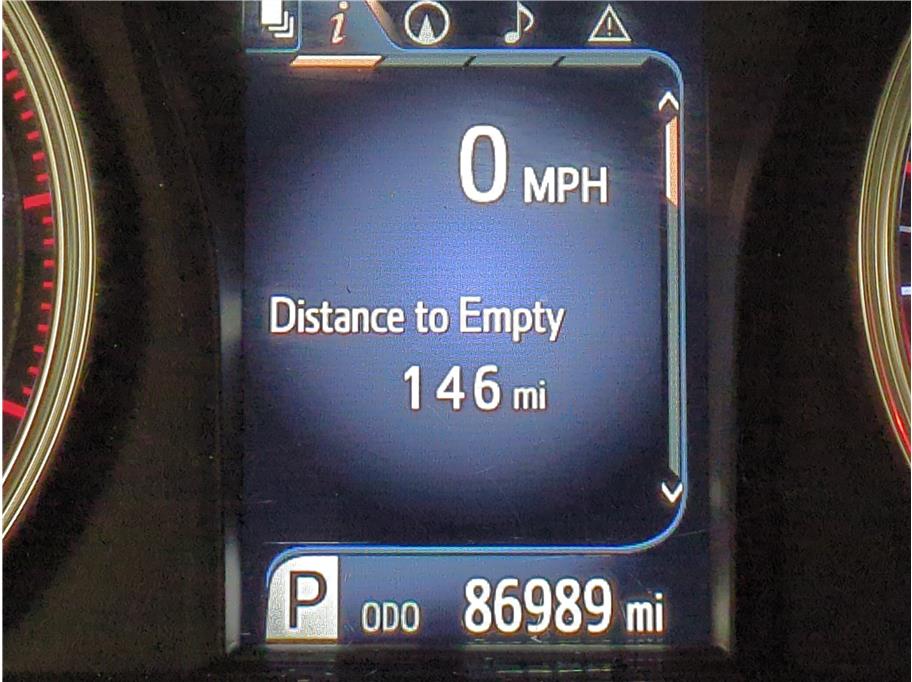 i
0 MPH
Distance to Empty
146 mi
P ODO 86989 mi